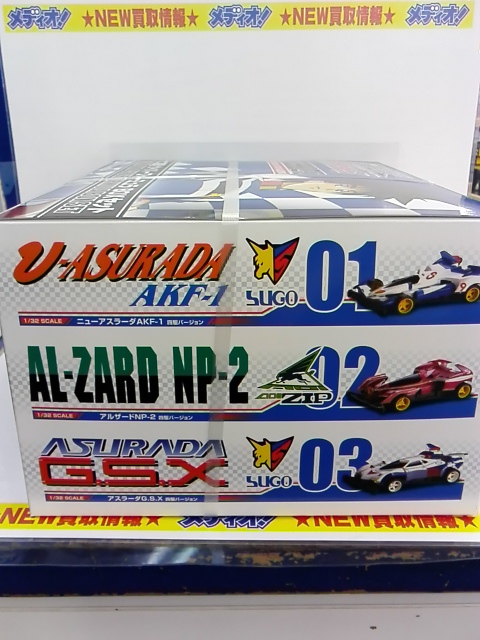 メディオ! ★NEW買取情報★ メディオ! ★NEW買取情報★ メディオ!
ν-ASURADA
AKF-1
SUGO
01
1/32 SCALE ニューアスラーダAKF-1 四駆バージョン
AL-ZARD NP-2
AOI ZIP
02
1/32 SCALE アルザードNP-2 四駆バージョン
ASURADA
G.S.X
SUGO
03
1/32 SCALE アスラーダG.S.X 四駆バージョン
NEW買取情報★ メディオ! ★NEW買取情報★